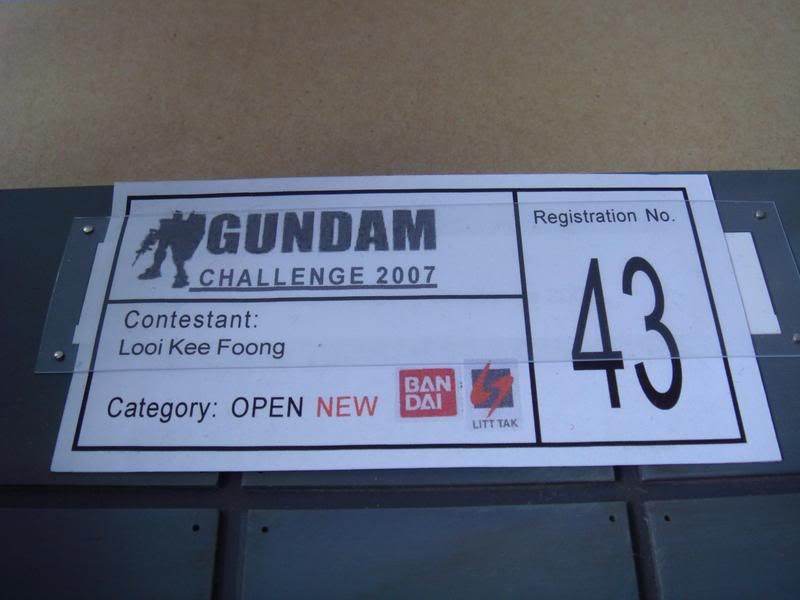 GUNDAM
CHALLENGE 2007
Registration No.
43
Contestant:
Looi Kee Foong
Category: OPEN NEW
BAN
DAI
LITT TAK